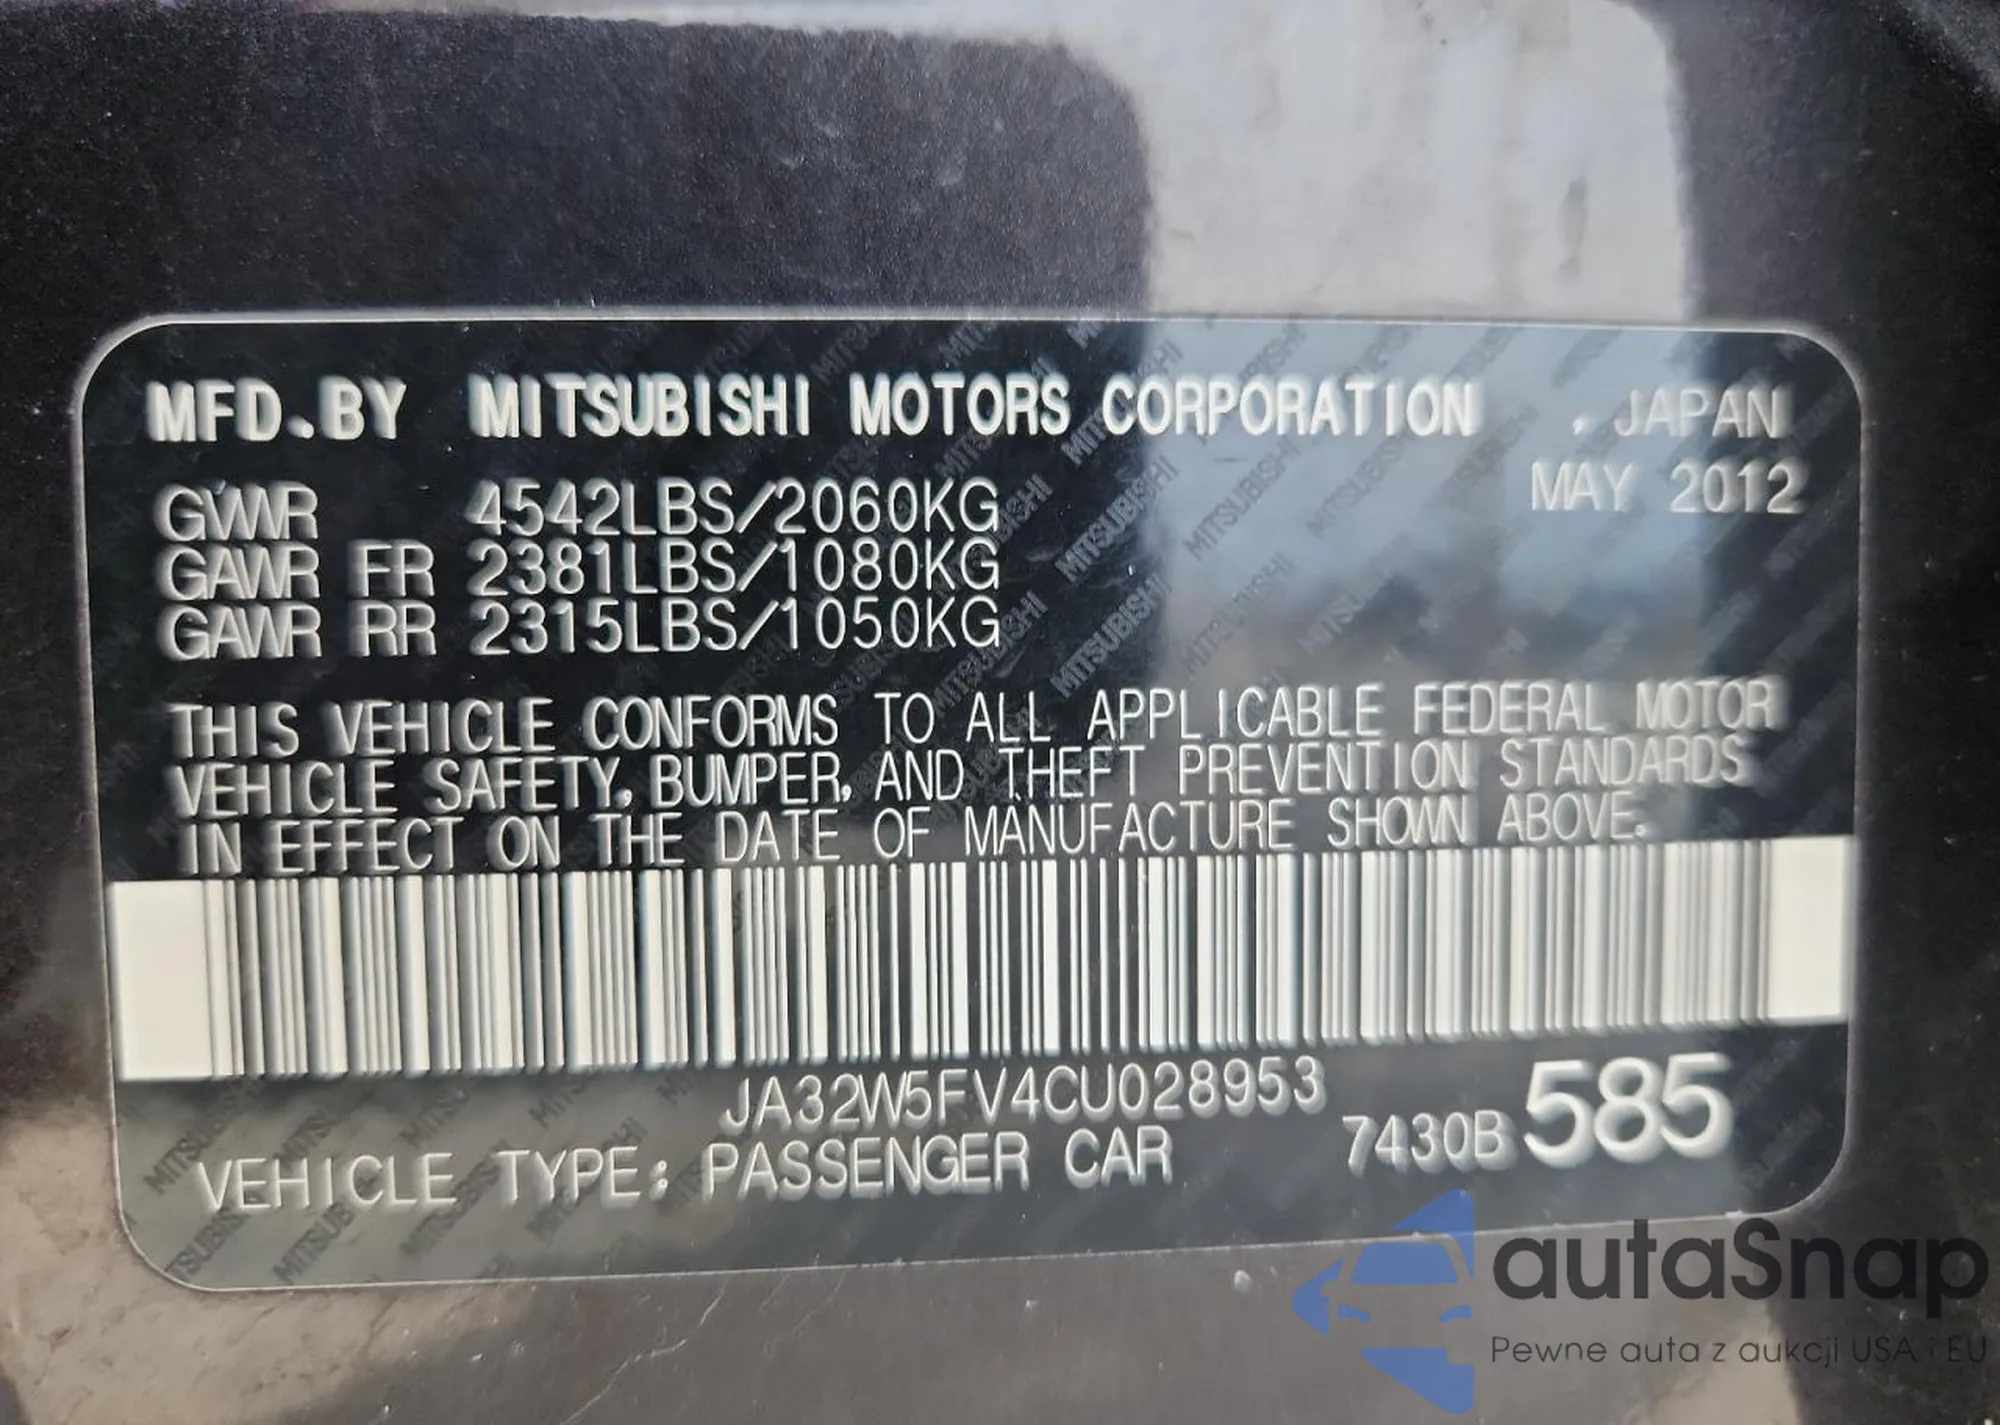 MFD.BY MITSUBISHI MOTORS CORPORATION . JAPAN
MAY 2012
GVWR 4542LBS/2060KG
GAWR FR 2381LBS/1080KG
GAWR RR 2315LBS/1050KG
THIS VEHICLE CONFORMS TO ALL APPLICABLE FEDERAL MOTOR
VEHICLE SAFETY, BUMPER, AND THEFT PREVENTION STANDARDS
IN EFFECT ON THE DATE OF MANUFACTURE SHOWN ABOVE.
JA32W5FV4CU028953
7430B 585
VEHICLE TYPE: PASSENGER CAR
autaSnap
Pewne auta z aukcji USA i EU